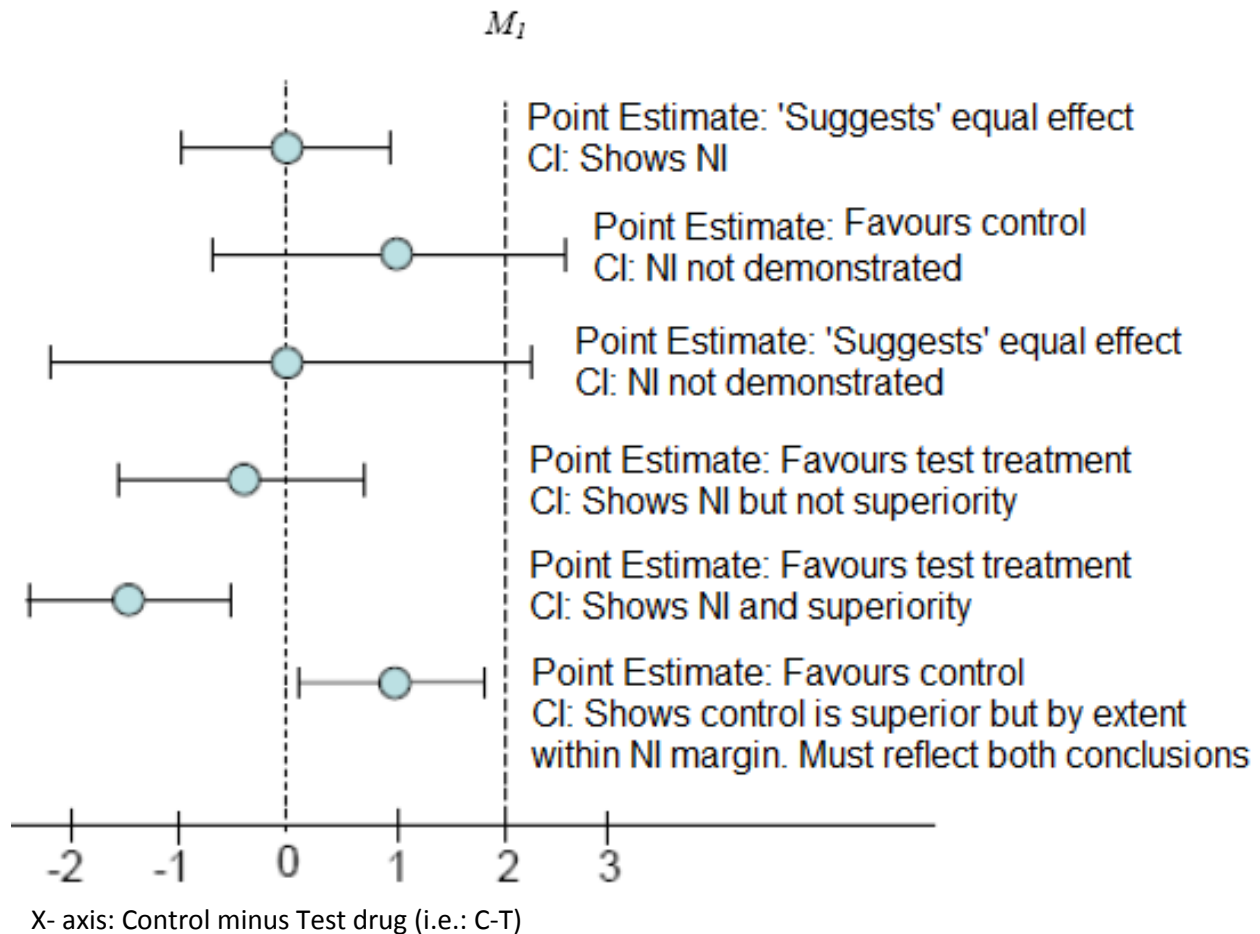 M1
Point Estimate: 'Suggests' equal effect
CI: Shows NI
Point Estimate: Favours control
CI: NI not demonstrated
Point Estimate: 'Suggests' equal effect
CI: NI not demonstrated
Point Estimate: Favours test treatment
CI: Shows NI but not superiority
Point Estimate: Favours test treatment
CI: Shows NI and superiority
Point Estimate: Favours control
CI: Shows control is superior but by extent
within NI margin. Must reflect both conclusions
-2 -1 0 1 2 3
X- axis: Control minus Test drug (i.e.: C-T)